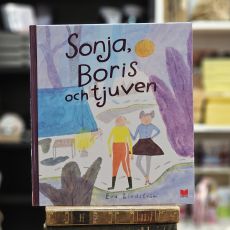 Sonja,
Boris
och tjuven
Eva Lindström